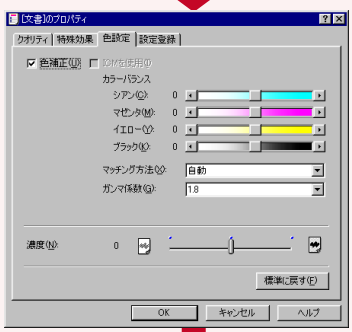 [文書]のプロパティ
クオリティ 特殊効果 色設定 設定登録
色補正(U) ICMを使用(I)
カラーバランス
シアン(C): 0
マゼンタ(M): 0
イエロー(Y): 0
ブラック(K): 0
マッチング方法(X): 自動
ガンマ係数(G): 1.8
濃度(N): 0
標準に戻す(F)
OK キャンセル ヘルプ